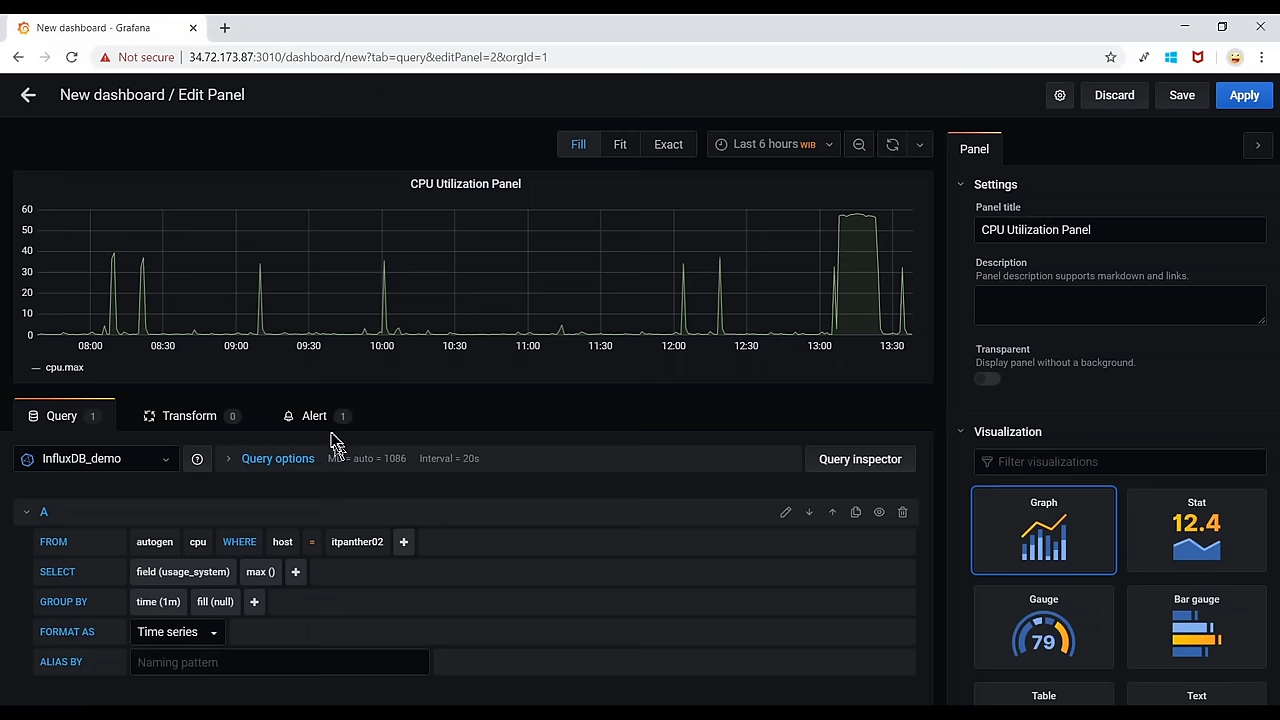 New dashboard - Grafana
Not secure 34.72.173.87:3010/dashboard/new?tab=query&editPanel=2&orgId=1
New dashboard / Edit Panel
Discard Save Apply
Fill Fit Exact Last 6 hours WIB
Panel
CPU Utilization Panel
60
50
40
30
20
10
0
08:00 08:30 09:00 09:30 10:00 10:30 11:00 11:30 12:00 12:30 13:00 13:30
cpu.max
Settings
Panel title
CPU Utilization Panel
Description
Panel description supports markdown and links.
Transparent
Display panel without a background.
Query 1 Transform 0 Alert 1
InfluxDB_demo Query options = auto = 1086 Interval = 20s Query inspector
A
FROM autogen cpu WHERE host = itpanther02 +
SELECT field (usage_system) max () +
GROUP BY time (1m) fill (null) +
FORMAT AS Time series
ALIAS BY Naming pattern
Visualization
Filter visualizations
Graph Stat
12.4
Gauge Bar gauge
79
Table Text